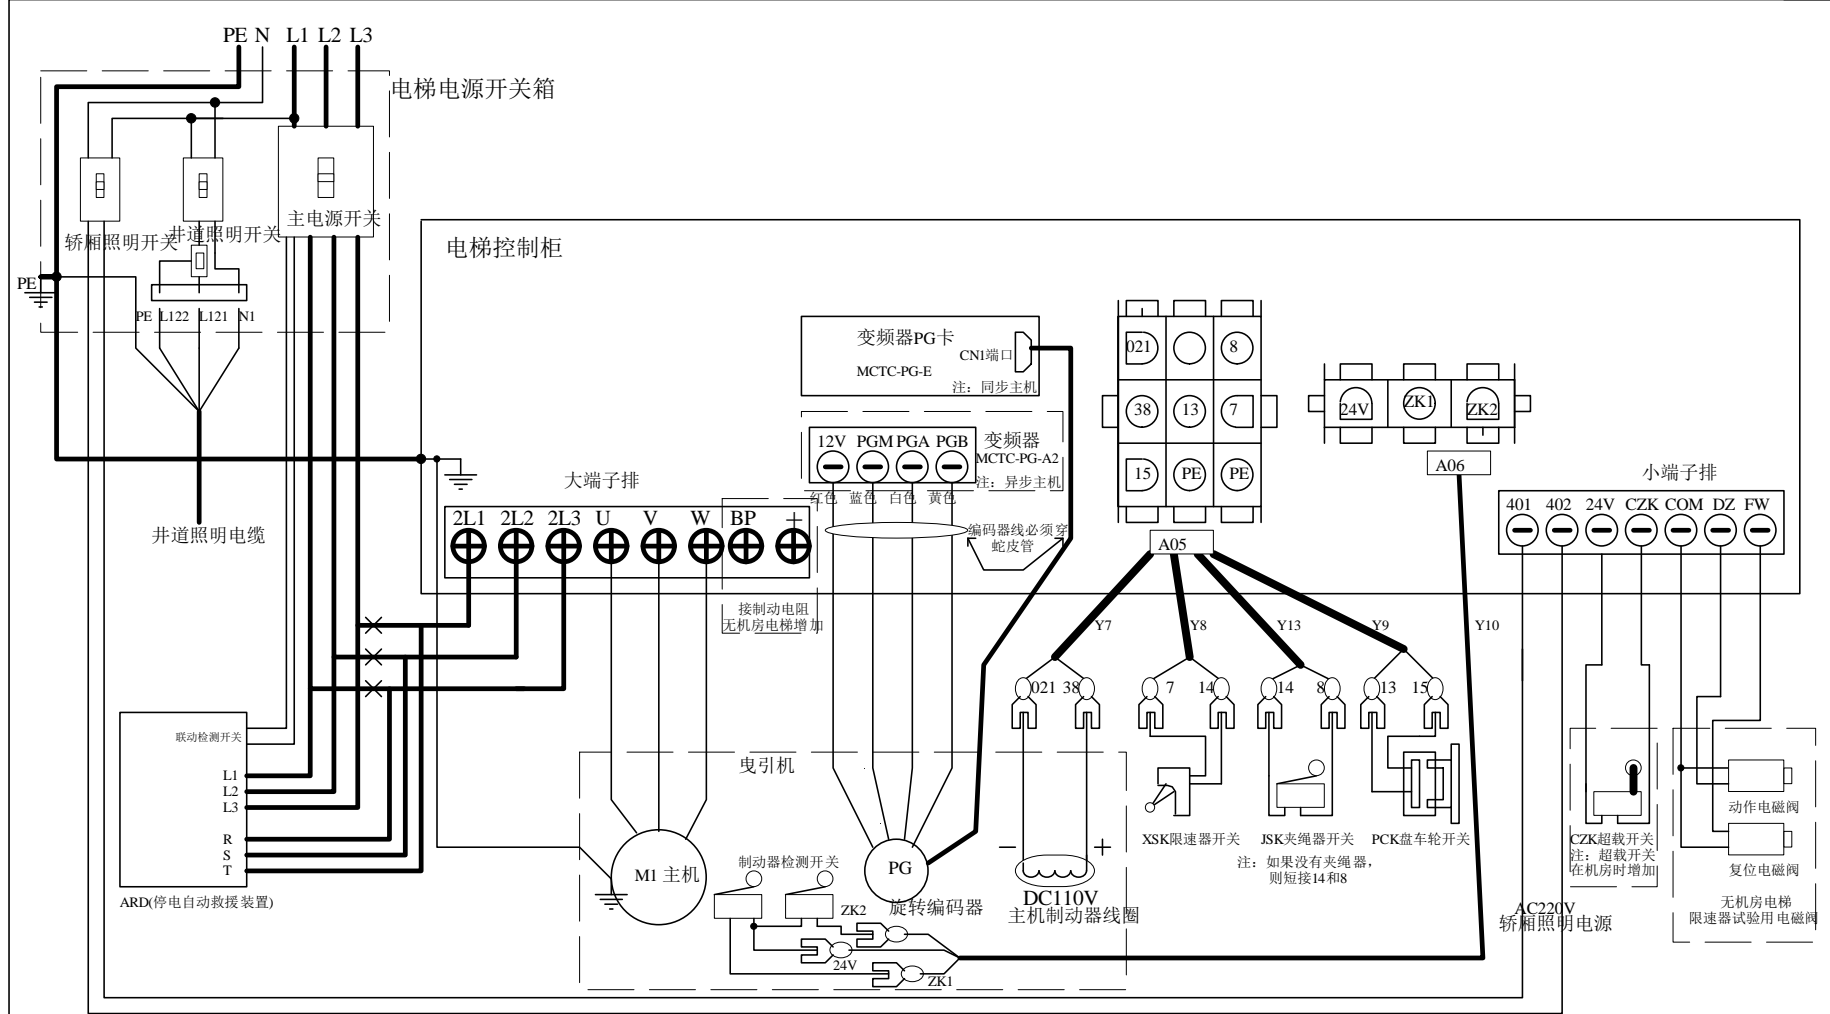 PE N L1 L2 L3
电梯电源开关箱
主电源开关
轿厢照明开关
井道照明开关
PE
PE L122 L121 N1
井道照明电缆
电梯控制柜
变频器PG卡
CN1端口
MCTC-PG-E
注：同步主机
12V PGM PGA PGB
变频器
MCTC-PG-A2
注：异步主机
红色 蓝色 白色 黄色
编码器线必须穿
蛇皮管
大端子排
2L1 2L2 2L3 U V W BP +
接制动电阻
无机房电梯增加
021 8
38 13 7
15 PE PE
A05
24V ZK1 ZK2
A06
小端子排
401 402 24V CZK COM DZ FW
Y7 Y8 Y13 Y9 Y10
021 38 7 14 14 8 13 15
联动检测开关
L1
L2
L3
R
S
T
ARD(停电自动救援装置)
曳引机
M1 主机
制动器检测开关
ZK2
24V
ZK1
PG
旋转编码器
− +
DC110V
主机制动器线圈
XSK限速器开关
JSK夹绳器开关
PCK盘车轮开关
注：如果没有夹绳器，
则短接14和8
AC220V
轿厢照明电源
CZK超载开关
注：超载开关
在机房时增加
动作电磁阀
复位电磁阀
无机房电梯
限速器试验用电磁阀